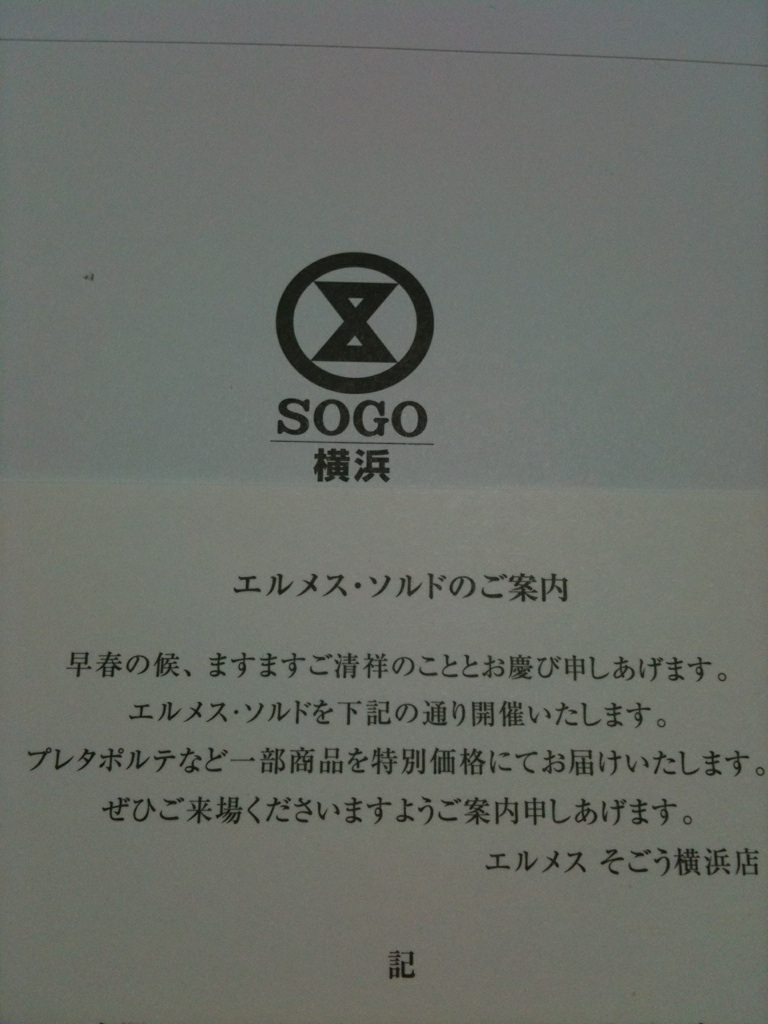 SOGO
横浜
エルメス・ソルドのご案内
早春の候、ますますご清祥のこととお慶び申しあげます。
エルメス・ソルドを下記の通り開催いたします。
プレタポルテなど一部商品を特別価格にてお届けいたします。
ぜひご来場くださいますようご案内申しあげます。
エルメス そごう横浜店
記